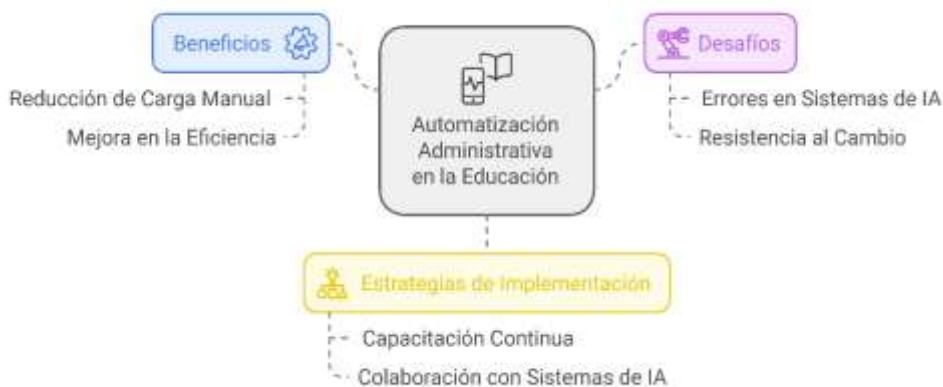 Beneficios
Reducción de Carga Manual
Mejora en la Eficiencia
Automatización
Administrativa
en la Educación
Desafíos
Errores en Sistemas de IA
Resistencia al Cambio
Estrategias de Implementación
Capacitación Continua
Colaboración con Sistemas de IA